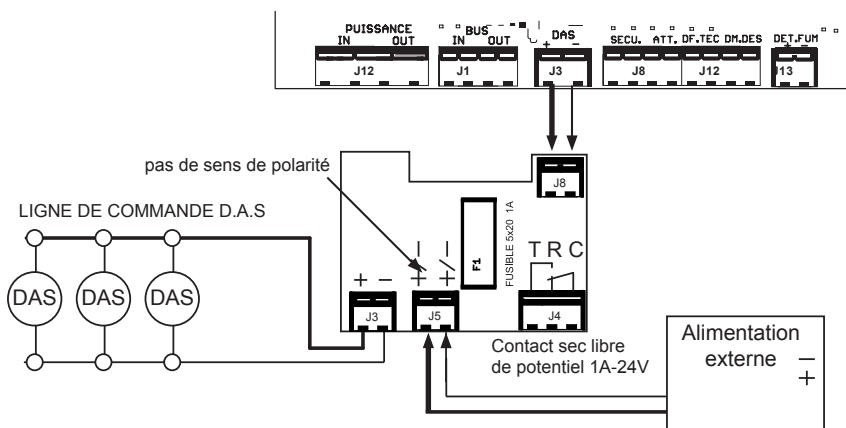 PUISSANCE BUS DAS
IN OUT IN OUT + − SECU. ATT. DF.TEC DM.DES DET.FUM
+ −
J12 J1 J3 J8 J12 J13
pas de sens de polarité
J8
LIGNE DE COMMANDE D.A.S
FUSIBLE 5x20 1A
F1
T R C
+ − +/− +/−
DAS DAS DAS
J3 J5 J4
Contact sec libre
de potentiel 1A-24V
Alimentation
externe −
+